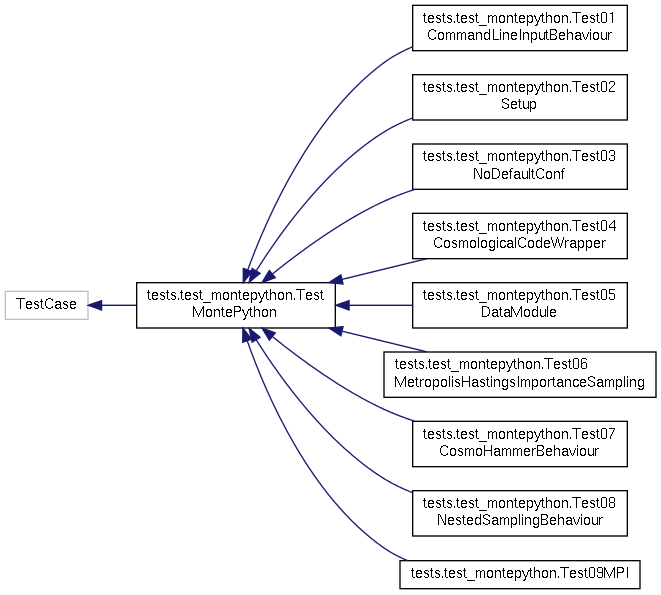 tests.test_montepython.Test01
CommandLineInputBehaviour
tests.test_montepython.Test02
Setup
tests.test_montepython.Test03
NoDefaultConf
tests.test_montepython.Test04
CosmologicalCodeWrapper
TestCase
tests.test_montepython.Test
MontePython
tests.test_montepython.Test05
DataModule
tests.test_montepython.Test06
MetropolisHastingsImportanceSampling
tests.test_montepython.Test07
CosmoHammerBehaviour
tests.test_montepython.Test08
NestedSamplingBehaviour
tests.test_montepython.Test09MPI